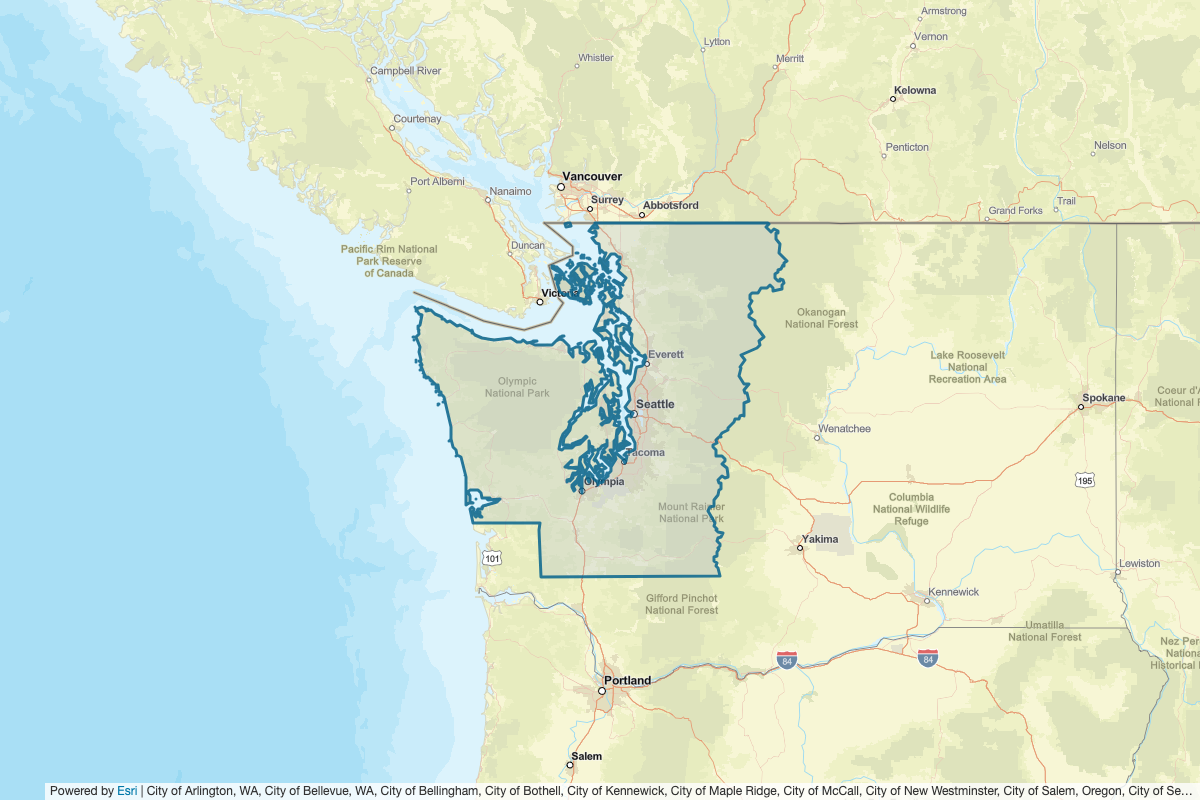 Armstrong
Vernon
Lytton
Whistler
Merritt
Campbell River
Kelowna
Courtenay
Nelson
Penticton
Vancouver
Port Alberni
Nanaimo
Surrey
Abbotsford
Trail
Grand Forks
Duncan
Pacific Rim National
Park Reserve
of Canada
Victoria
Okanogan
National Forest
Everett
Lake Roosevelt
National
Recreation Area
Olympic
National Park
Coeur d'A
National F
Spokane
Seattle
Wenatchee
Tacoma
Olympia
195
Columbia
National Wildlife
Refuge
Mount Rainier
National Park
Yakima
101
Lewiston
Kennewick
Gifford Pinchot
National Forest
Umatilla
National Forest
Nez Per
Nationa
Historical P
84
84
Portland
Salem
Powered by Esri | City of Arlington, WA, City of Bellevue, WA, City of Bellingham, City of Bothell, City of Kennewick, City of Maple Ridge, City of McCall, City of New Westminster, City of Salem, Oregon, City of Se...